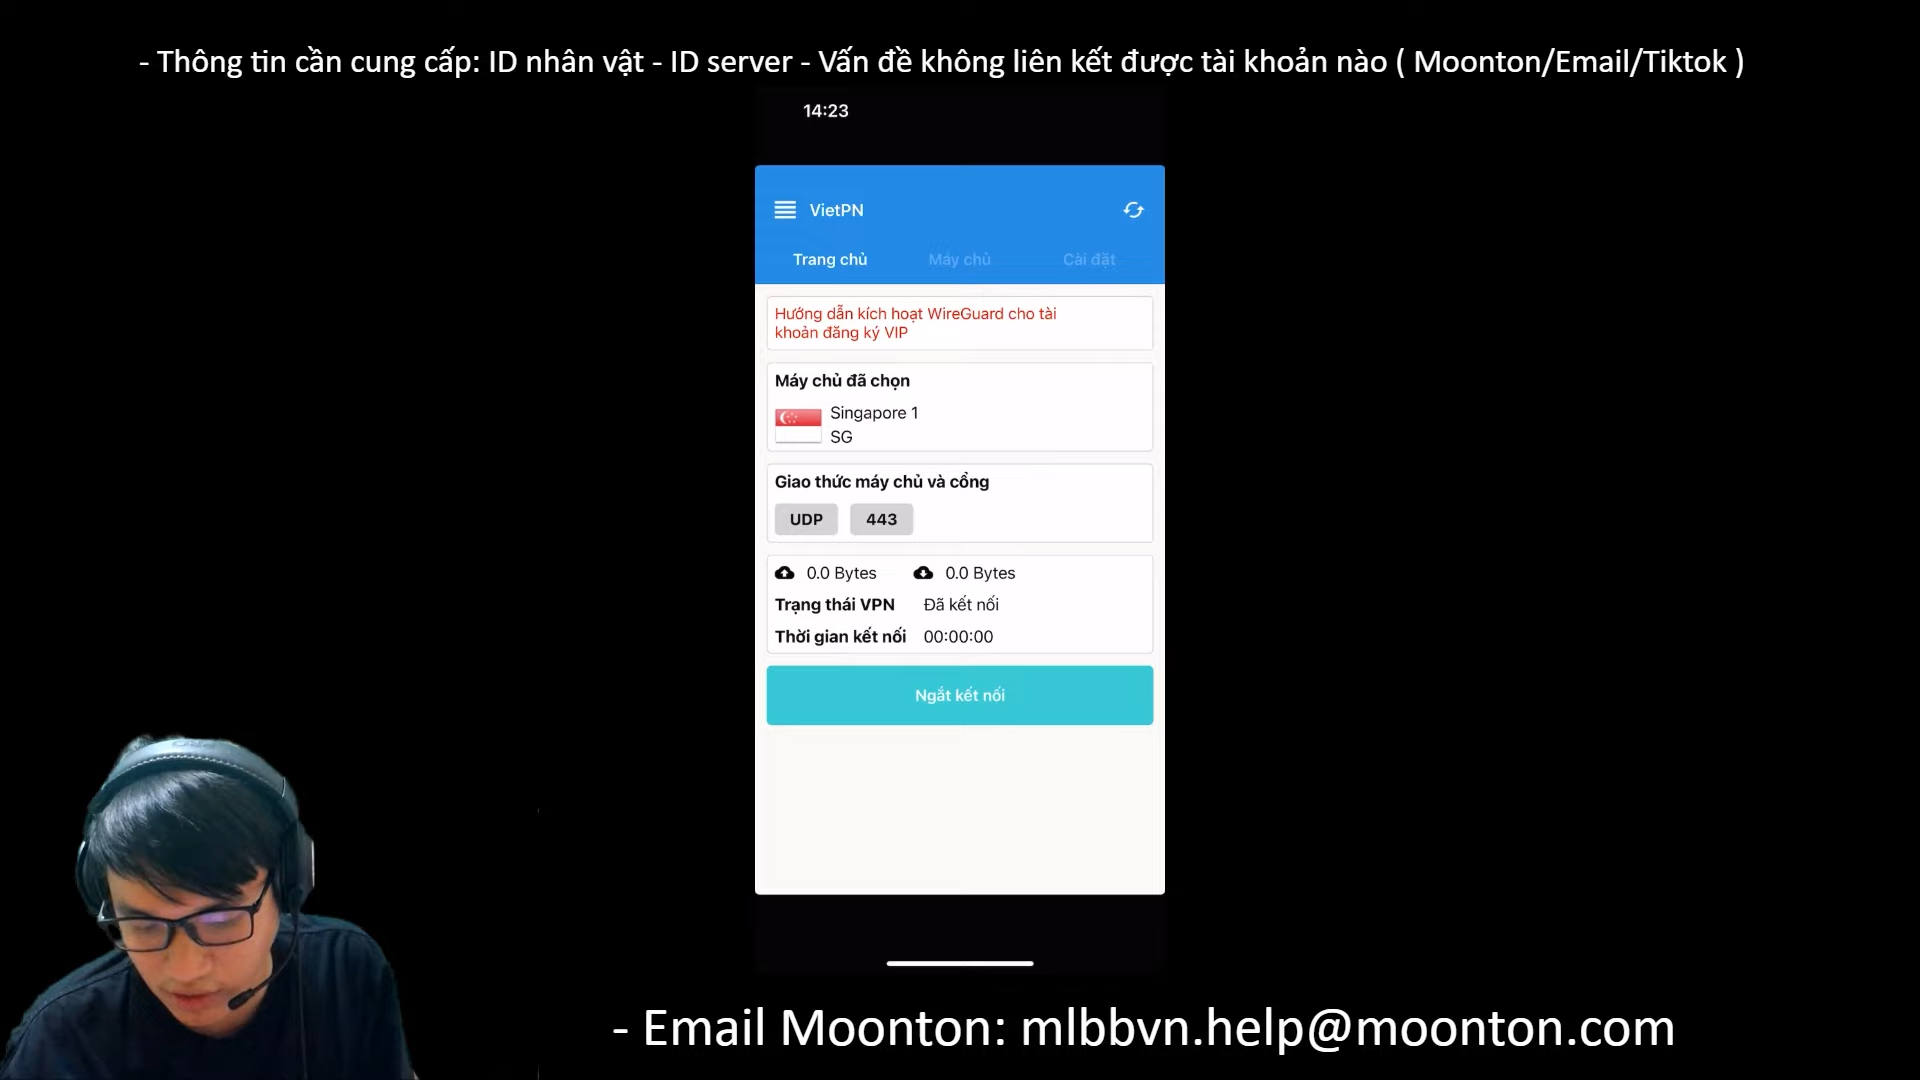 - Thông tin cần cung cấp: ID nhân vật - ID server - Vấn đề không liên kết được tài khoản nào ( Moonton/Email/Tiktok )
14:23
VietPN
Trang chủ Máy chủ Cài đặt
Hướng dẫn kích hoạt WireGuard cho tài
khoản đăng ký VIP
Máy chủ đã chọn
Singapore 1
SG
Giao thức máy chủ và cổng
UDP 443
0.0 Bytes 0.0 Bytes
Trạng thái VPN Đã kết nối
Thời gian kết nối 00:00:00
Ngắt kết nối
- Email Moonton: mlbbvn.help@moonton.com